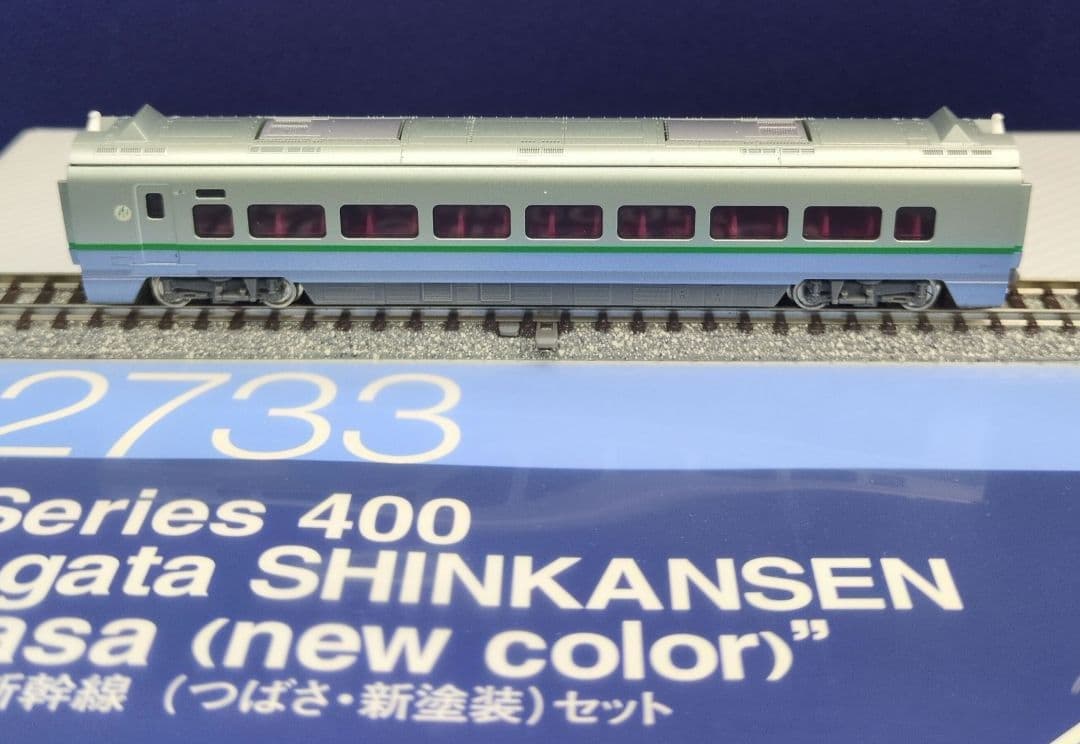 2733
Series 400
gata SHINKANSEN
asa (new color)”
新幹線 （つばさ・新塗装）セット